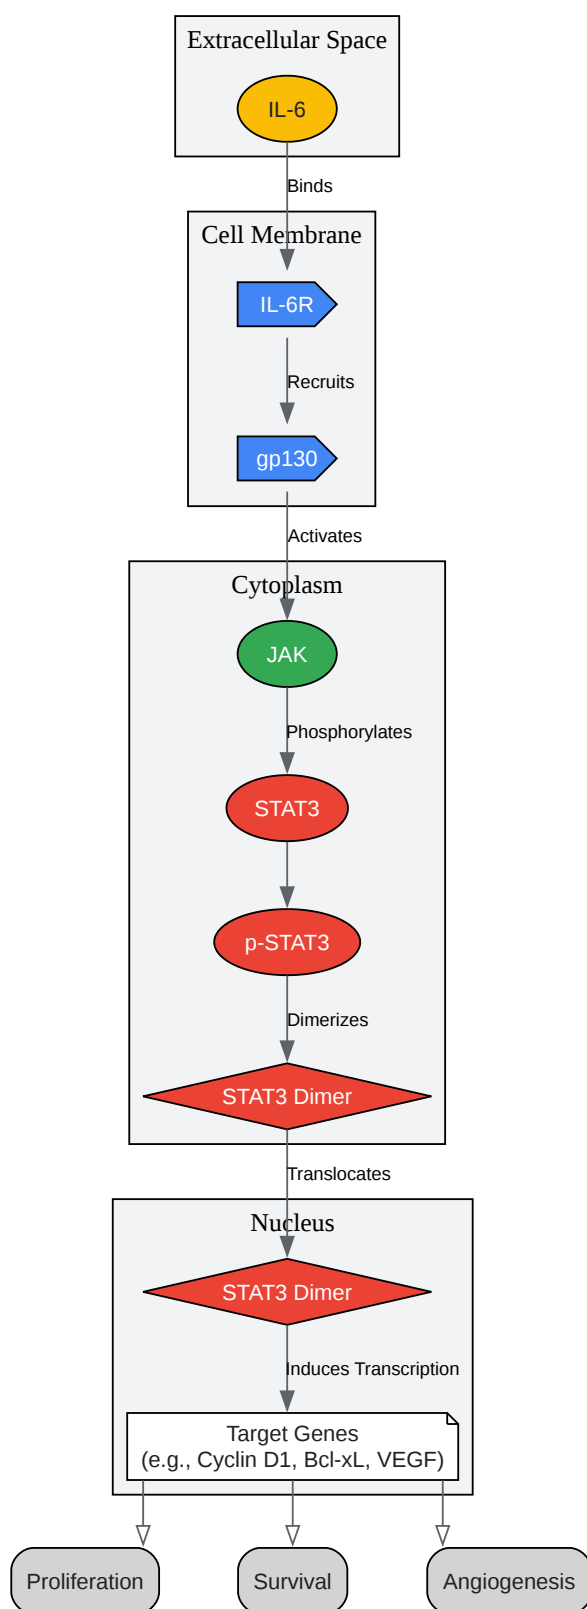 Extracellular Space
IL-6
Binds
Cell Membrane
IL-6R
Recruits
gp130
Activates
Cytoplasm
JAK
Phosphorylates
STAT3
p-STAT3
Dimerizes
STAT3 Dimer
Translocates
Nucleus
STAT3 Dimer
Induces Transcription
Target Genes
(e.g., Cyclin D1, Bcl-xL, VEGF)
Proliferation
Survival
Angiogenesis